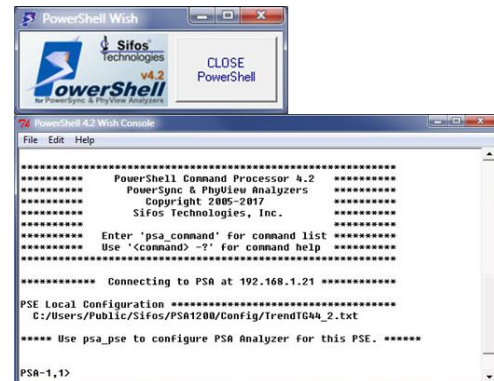 PowerShell Wish
Sifos
Technologies
v4.2
PowerShell
for PowerSync & PhyView Analyzers
CLOSE
PowerShell
PowerShell 4.2 Wish Console
File Edit Help
**************************************************************
********** PowerShell Command Processor 4.2 **********
********** PowerSync & PhyView Analyzers **********
********** Copyright 2005-2017 **********
********** Sifos Technologies, Inc. **********
********** **********
********** Enter 'psa_command' for command list **********
********** Use '<command> -?' for command help **********
**************************************************************
************ Connecting to PSA at 192.168.1.21 ***************
PSE Local Configuration *************************************
C:/Users/Public/Sifos/PSA1200/Config/TrendTG44_2.txt
***** Use psa_pse to configure PSA Analyzer for this PSE. ******
PSA-1,1>